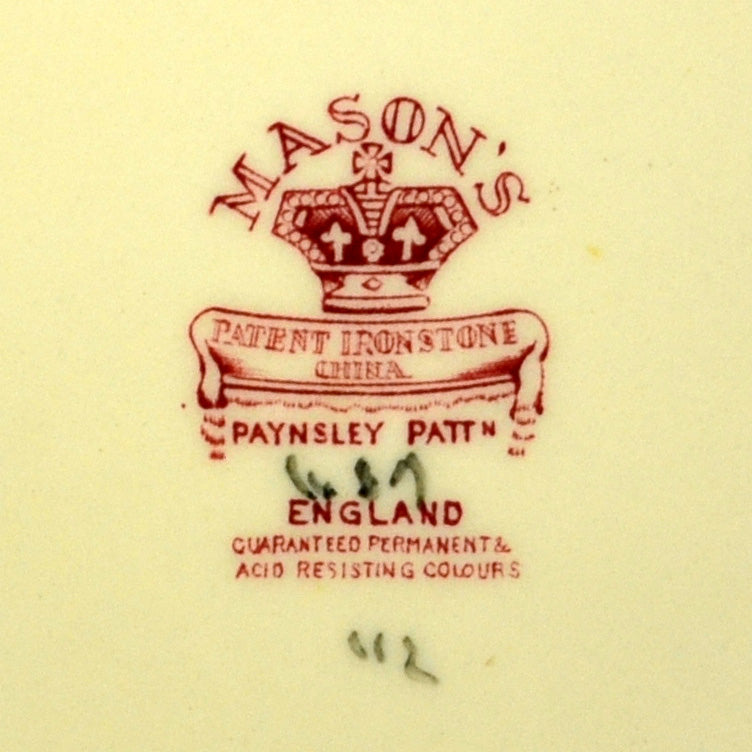 MASON'S
PATENT IRONSTONE
CHINA
PAYNSLEY PATTN
ENGLAND
GUARANTEED PERMANENT &
ACID RESISTING COLOURS